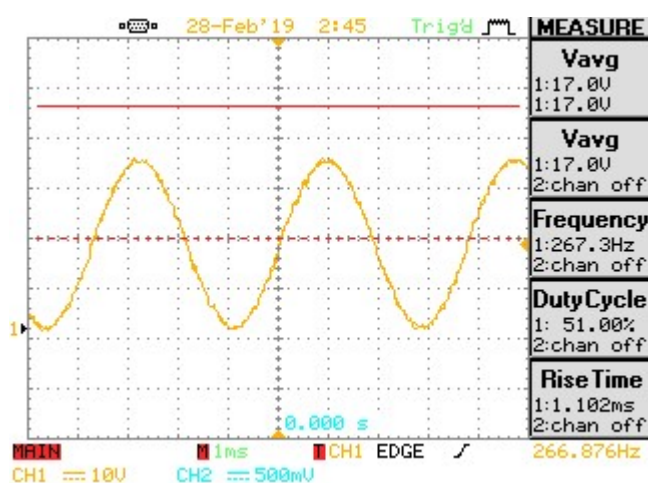 28-Feb'19 2:45 Trig'd MEASURE
Vavg
1:17.0V
1:17.0V
Vavg
1:17.0V
2:chan off
Frequency
1:267.3Hz
2:chan off
DutyCycle
1: 51.00%
2:chan off
Rise Time
1:1.102ms
2:chan off
1
0.000 s
MAIN M 1ms T CH1 EDGE 266.876Hz
CH1 10V CH2 500mV